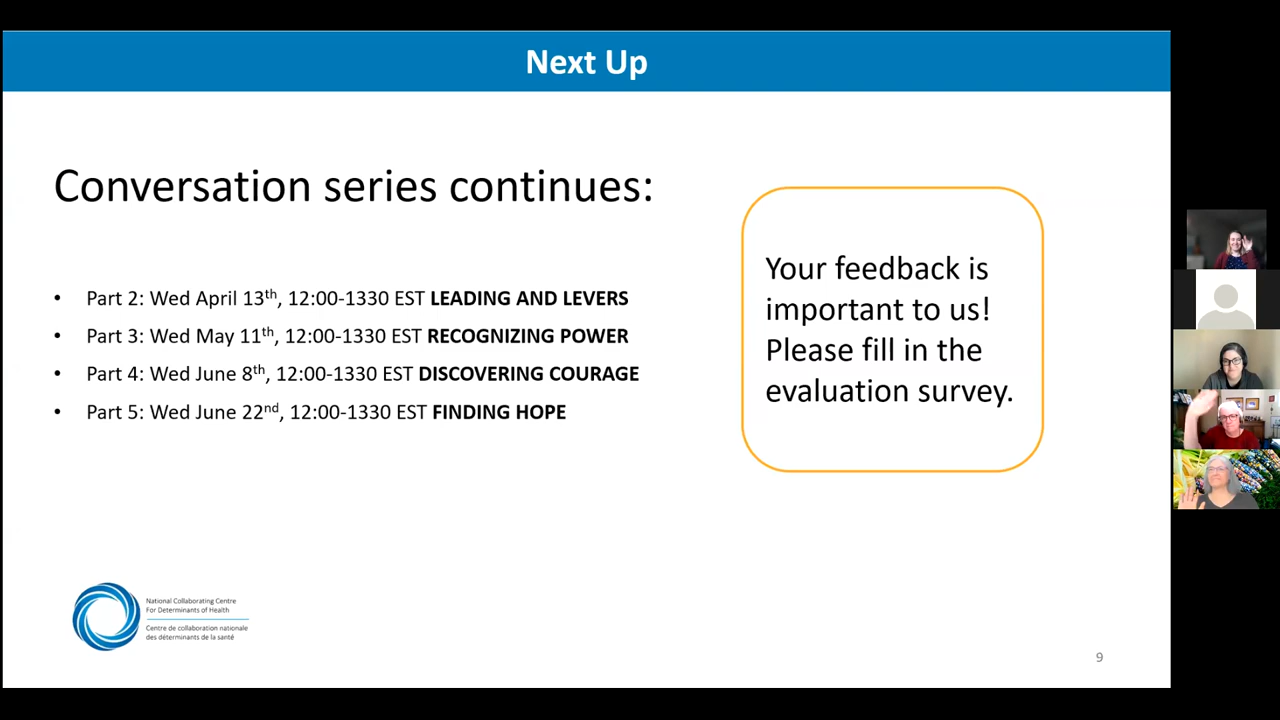 Next Up
Conversation series continues:
• Part 2: Wed April 13th, 12:00-1330 EST LEADING AND LEVERS
• Part 3: Wed May 11th, 12:00-1330 EST RECOGNIZING POWER
• Part 4: Wed June 8th, 12:00-1330 EST DISCOVERING COURAGE
• Part 5: Wed June 22nd, 12:00-1330 EST FINDING HOPE
Your feedback is
important to us!
Please fill in the
evaluation survey.
National Collaborating Centre
For Determinants of Health
Centre de collaboration nationale
des déterminants de la santé
9